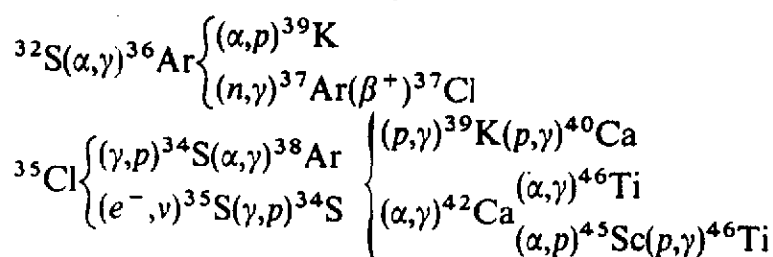 ³²S(α,γ)³⁶Ar{(α,p)³⁹K
(n,γ)³⁷Ar(β⁺)³⁷Cl
³⁵Cl{(γ,p)³⁴S(α,γ)³⁸Ar {(p,γ)³⁹K(p,γ)⁴⁰Ca
(e⁻,ν)³⁵S(γ,p)³⁴S (α,γ)⁴²Ca(α,γ)⁴⁶Ti
(α,p)⁴⁵Sc(p,γ)⁴⁶Ti